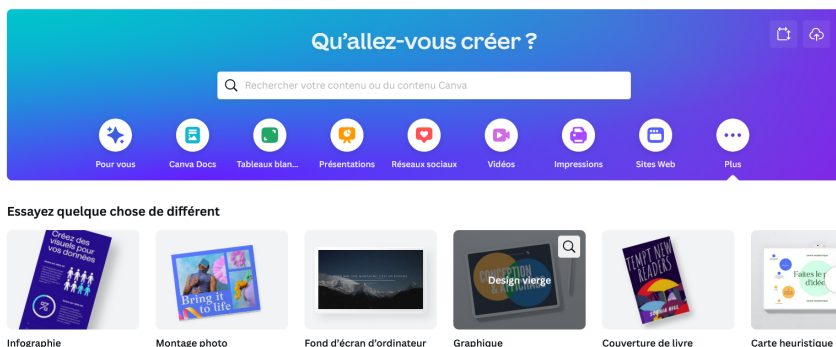 Qu'allez-vous créer ?
Rechercher votre contenu ou du contenu Canva
Pour vous
Canva Docs
Tableaux blan...
Présentations
Réseaux sociaux
Vidéos
Impressions
Sites Web
Plus
Essayez quelque chose de différent
Créez des
visuels pour
vos données
Bring it
to life
CONCEPTION
& AFFICHAGE
Design vierge
TEMPT NEW
READERS
Faites le p
d'idée
Infographie
Montage photo
Fond d'écran d'ordinateur
Graphique
Couverture de livre
Carte heuristique